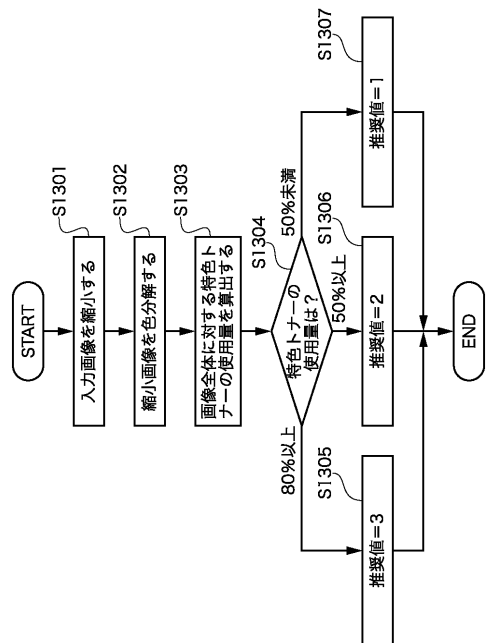 START
S1301
入力画像を縮小する
S1302
縮小画像を色分解する
S1303
画像全体に対する特色ト
ナーの使用量を算出する
S1304
特色トナーの
使用量は？
80%以上
50%以上
50%未満
S1305
推奨値=3
S1306
推奨値=2
S1307
推奨値=1
END